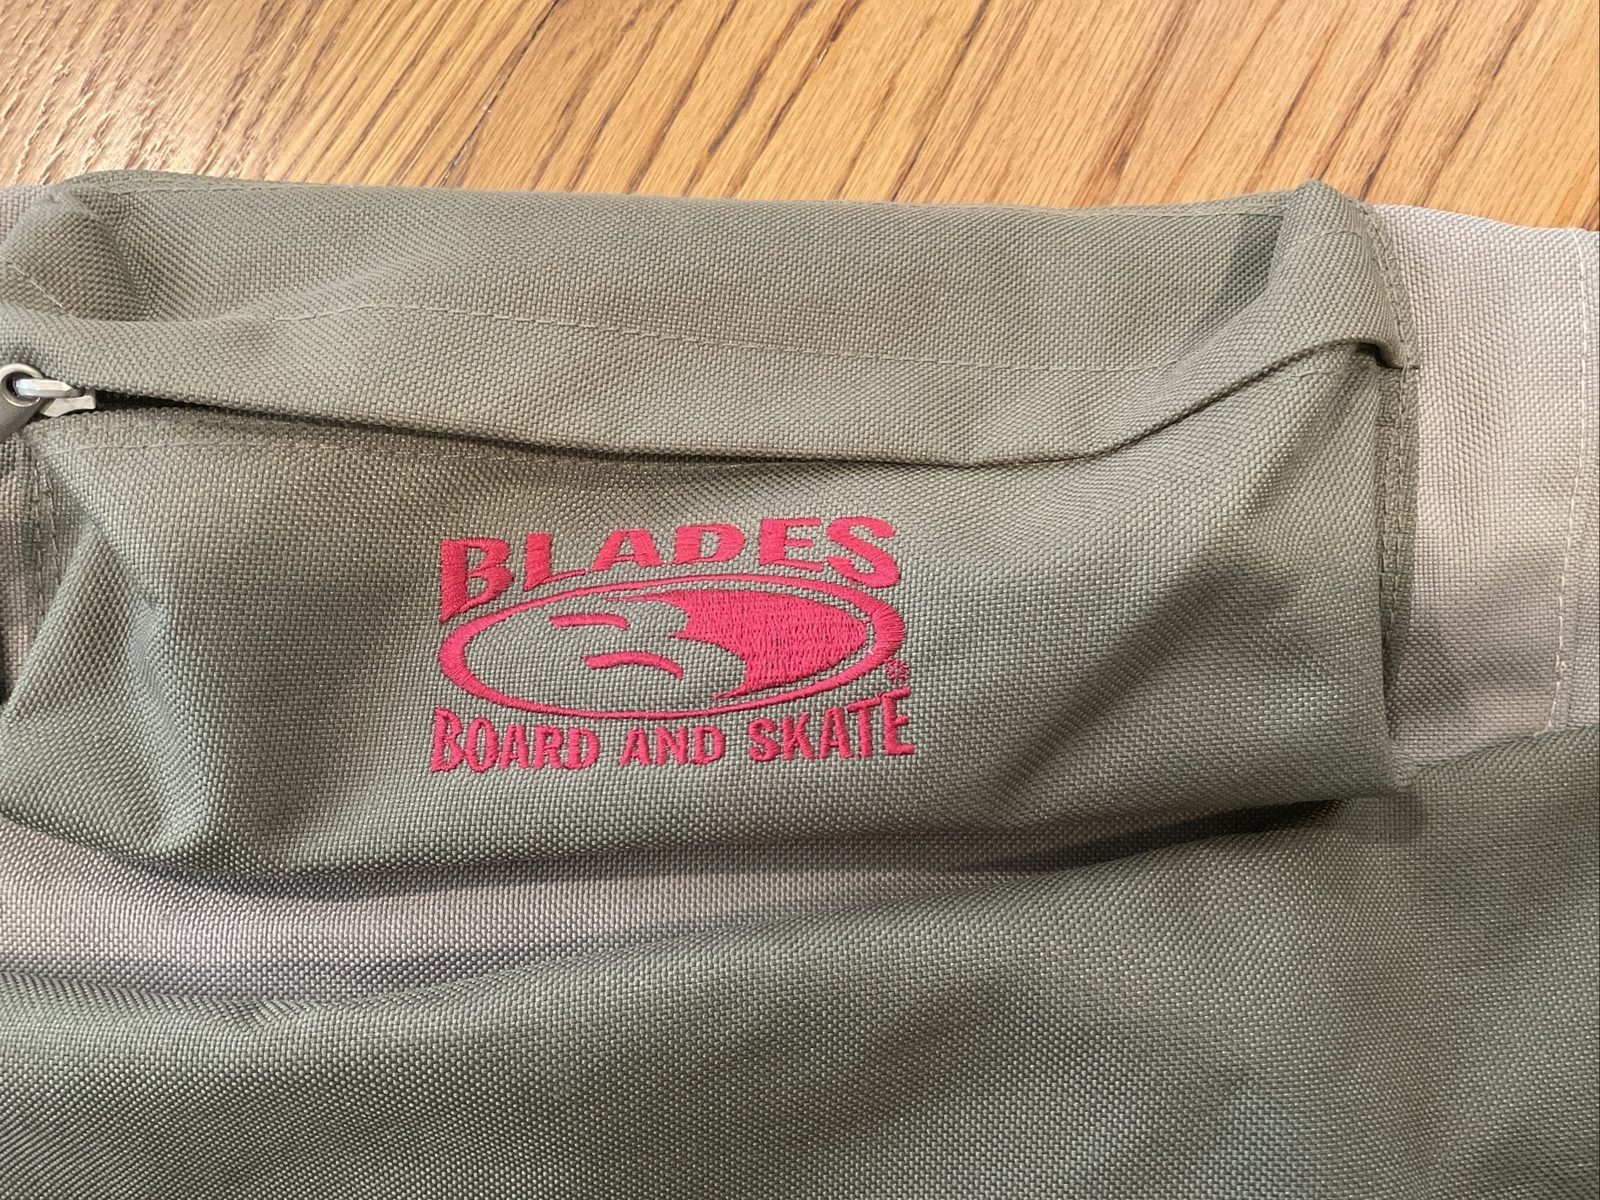 BLADES
®
BOARD AND SKATE